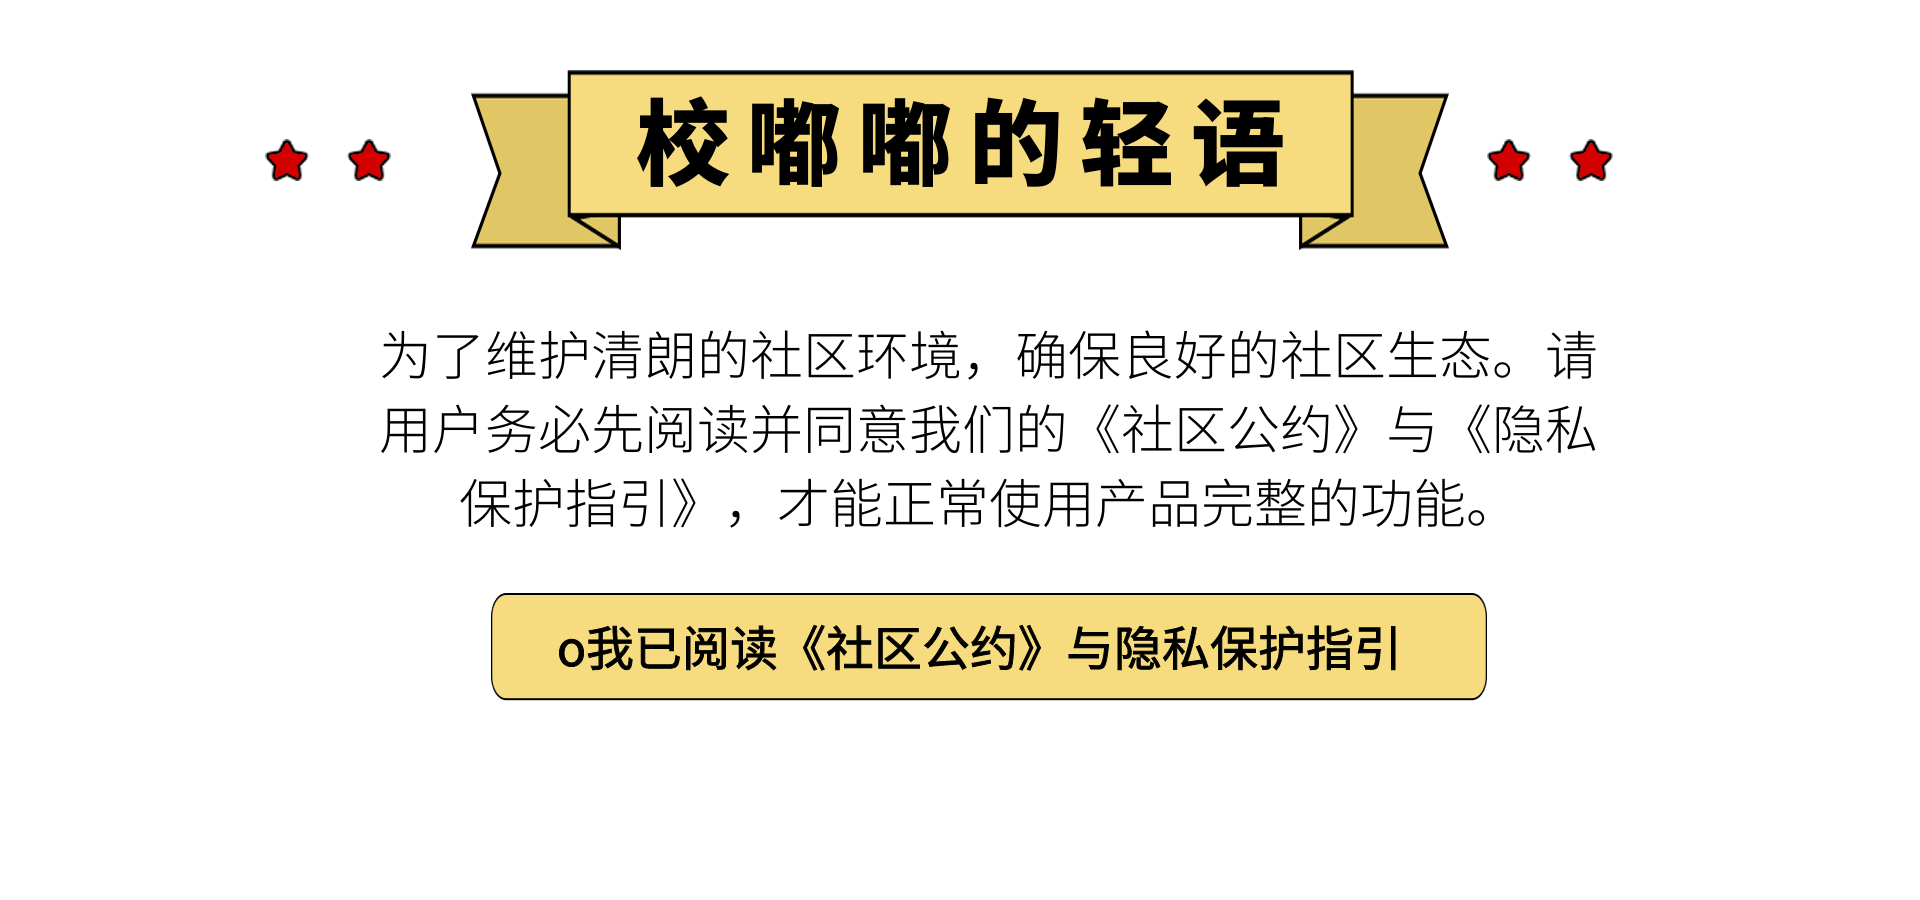 校嘟嘟的轻语
为了维护清朗的社区环境，确保良好的社区生态。请
用户务必先阅读并同意我们的《社区公约》与《隐私
保护指引》，才能正常使用产品完整的功能。
o我已阅读《社区公约》与隐私保护指引